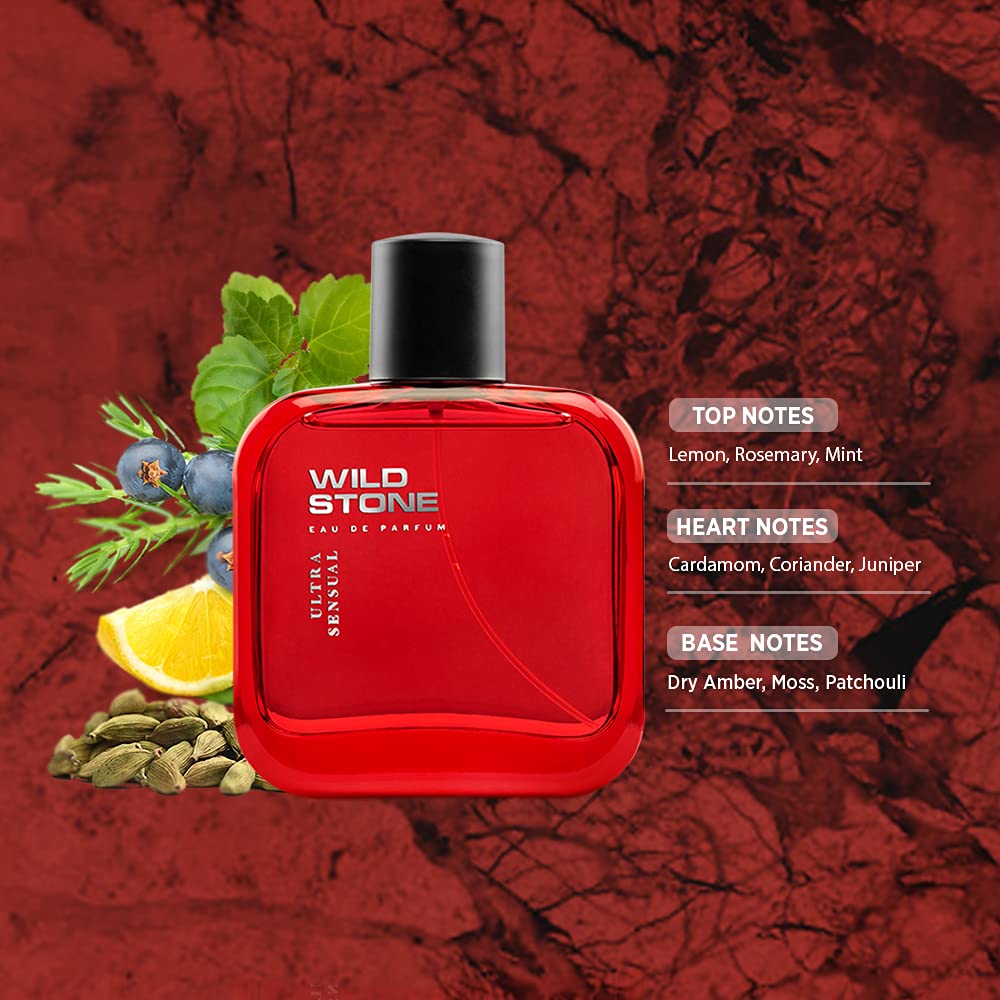 WILD
STONE
EAU DE PARFUM
ULTRA
SENSUAL
TOP NOTES
Lemon, Rosemary, Mint
HEART NOTES
Cardamom, Coriander, Juniper
BASE NOTES
Dry Amber, Moss, Patchouli